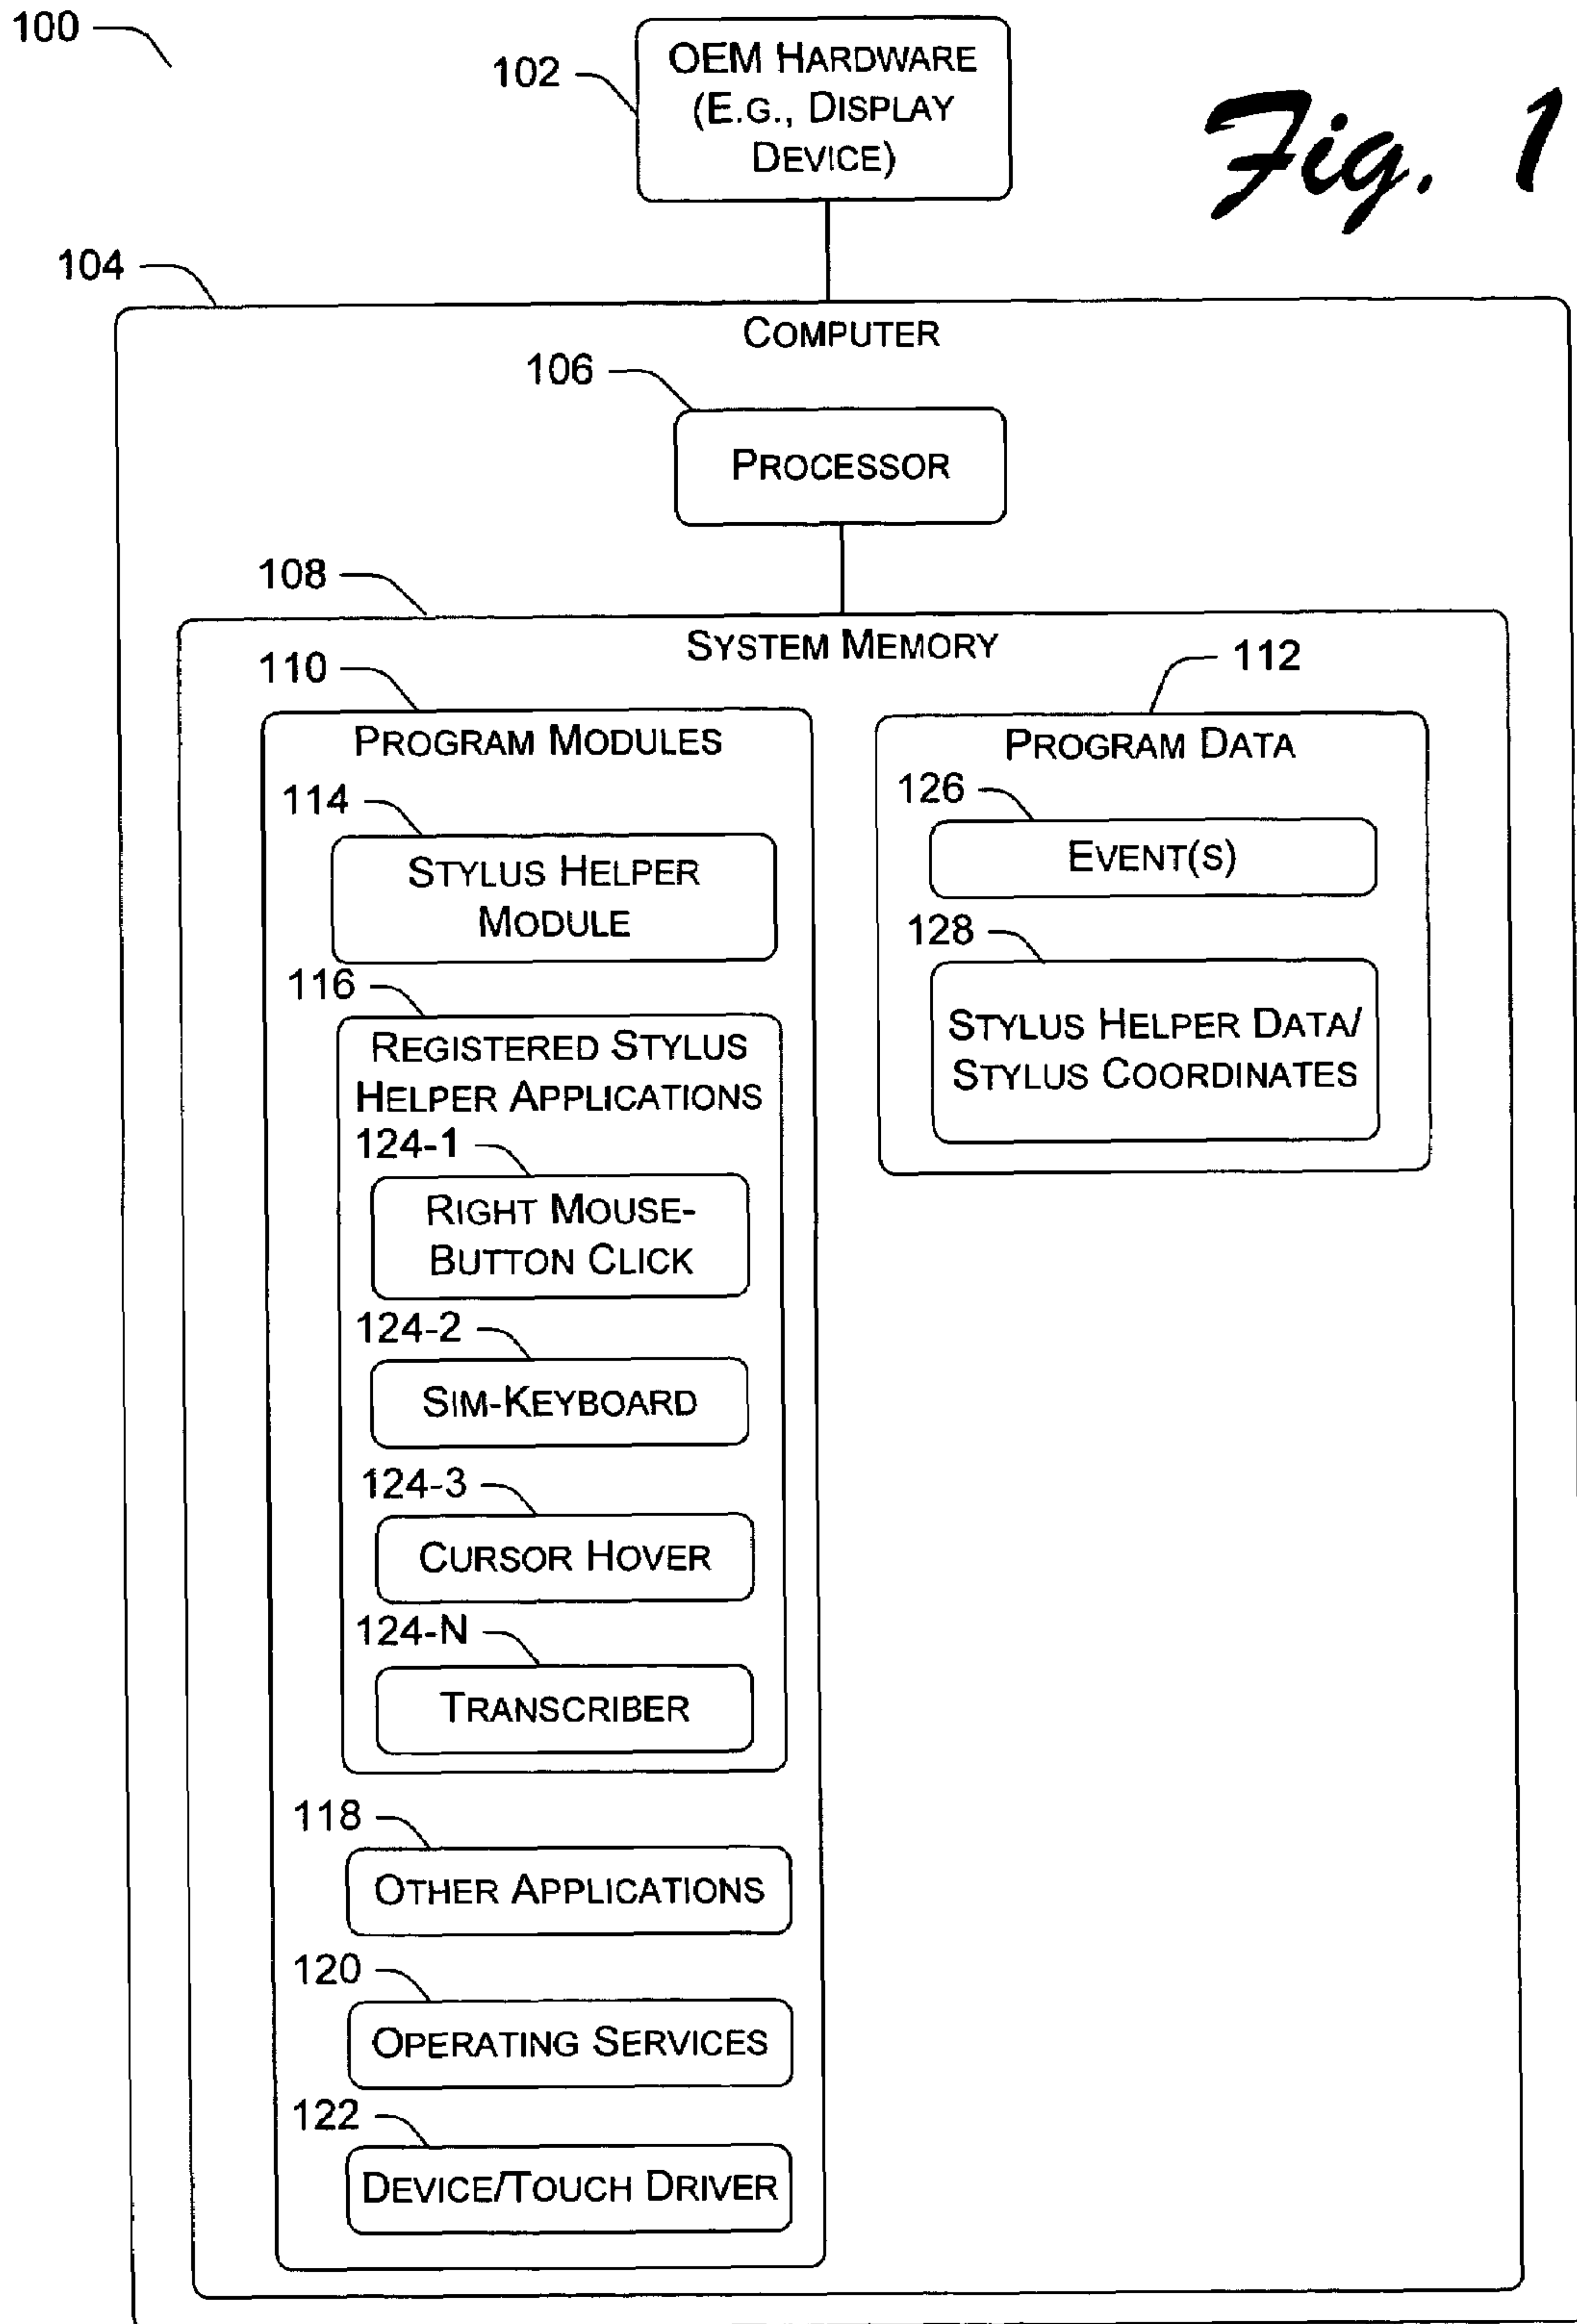 100
102
OEM HARDWARE
(E.G., DISPLAY
DEVICE)
Fig. 1
104
COMPUTER
106
PROCESSOR
108
SYSTEM MEMORY
110
PROGRAM MODULES
114
STYLUS HELPER
MODULE
116
REGISTERED STYLUS
HELPER APPLICATIONS
124-1
RIGHT MOUSE-
BUTTON CLICK
124-2
SIM-KEYBOARD
124-3
CURSOR HOVER
124-N
TRANSCRIBER
118
OTHER APPLICATIONS
120
OPERATING SERVICES
122
DEVICE/TOUCH DRIVER
112
PROGRAM DATA
126
EVENT(S)
128
STYLUS HELPER DATA/
STYLUS COORDINATES